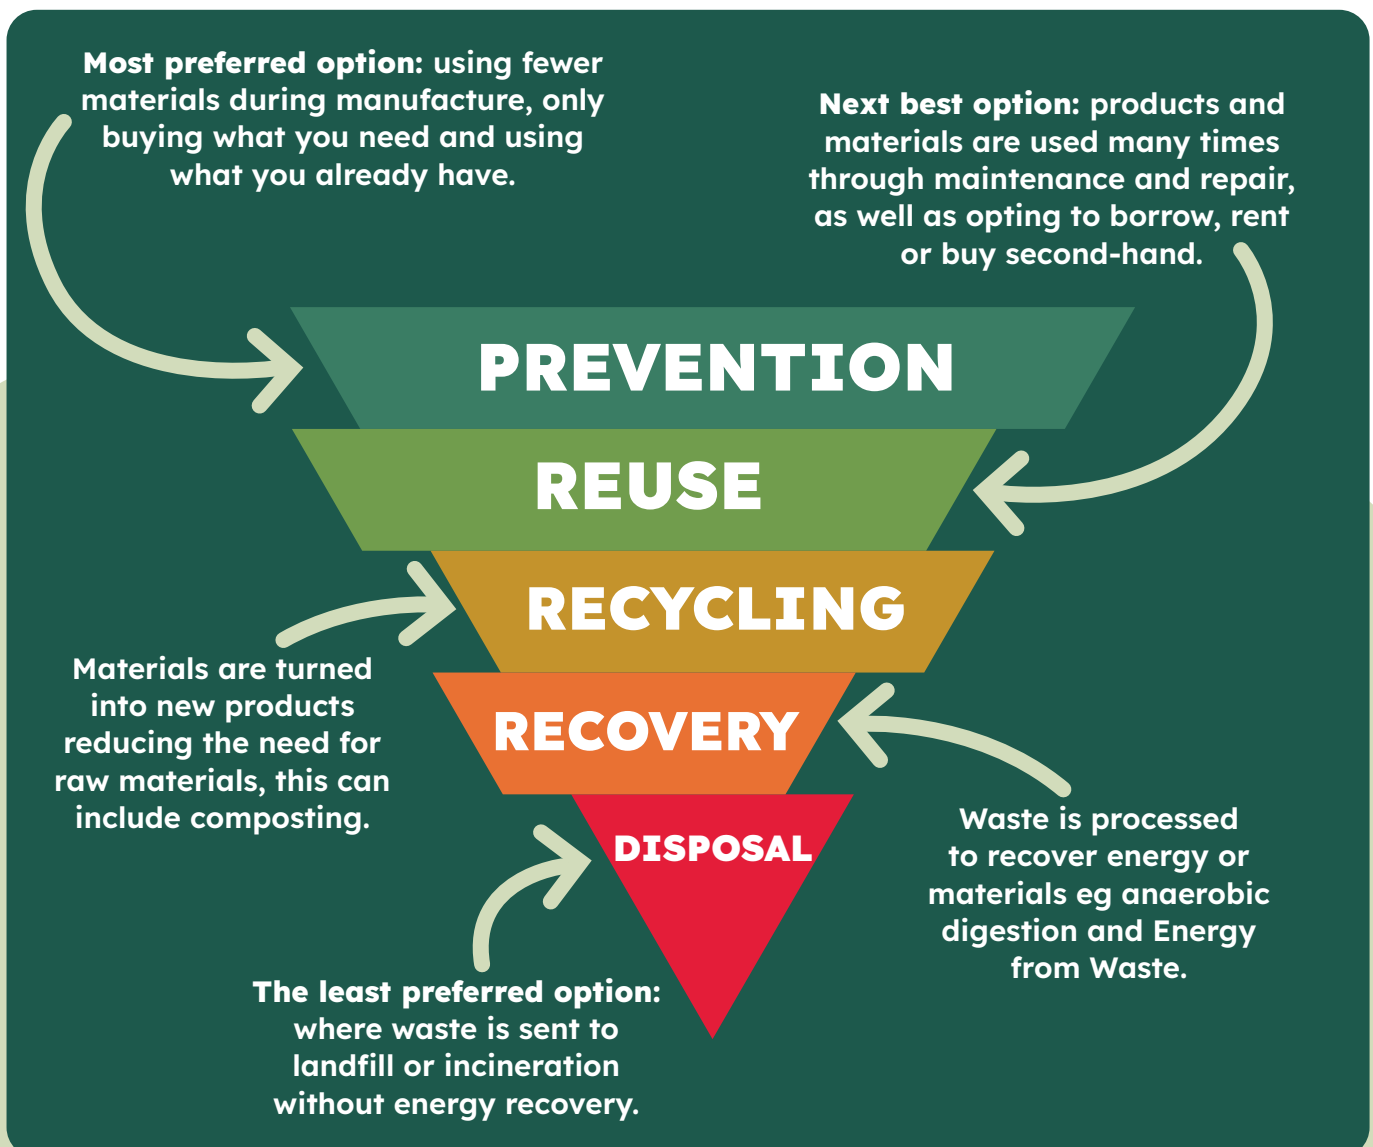 Most preferred option: using fewer
materials during manufacture, only
buying what you need and using
what you already have.
Next best option: products and
materials are used many times
through maintenance and repair,
as well as opting to borrow, rent
or buy second-hand.
PREVENTION
REUSE
RECYCLING
Materials are turned
into new products
reducing the need for
raw materials, this can
include composting.
RECOVERY
Waste is processed
to recover energy or
materials eg anaerobic
digestion and Energy
from Waste.
DISPOSAL
The least preferred option:
where waste is sent to
landfill or incineration
without energy recovery.